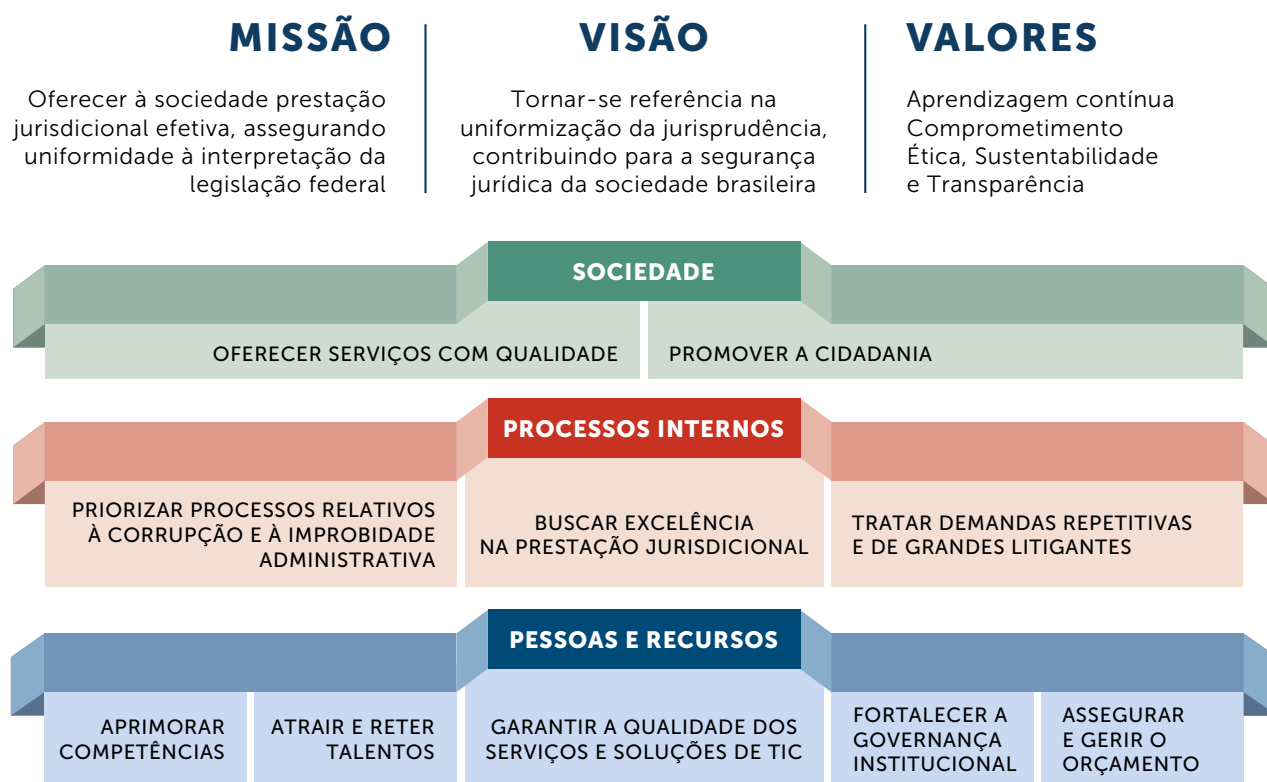 MISSÃO
Oferecer à sociedade prestação
jurisdicional efetiva, assegurando
uniformidade à interpretação da
legislação federal
VISÃO
Tornar-se referência na
uniformização da jurisprudência,
contribuindo para a segurança
jurídica da sociedade brasileira
VALORES
Aprendizagem contínua
Comprometimento
Ética, Sustentabilidade
e Transparência
SOCIEDADE
OFERECER SERVIÇOS COM QUALIDADE
PROMOVER A CIDADANIA
PROCESSOS INTERNOS
PRIORIZAR PROCESSOS RELATIVOS
À CORRUPÇÃO E À IMPROBIDADE
ADMINISTRATIVA
BUSCAR EXCELÊNCIA
NA PRESTAÇÃO JURISDICIONAL
TRATAR DEMANDAS REPETITIVAS
E DE GRANDES LITIGANTES
PESSOAS E RECURSOS
APRIMORAR
COMPETÊNCIAS
ATRAIR E RETER
TALENTOS
GARANTIR A QUALIDADE DOS
SERVIÇOS E SOLUÇÕES DE TIC
FORTALECER A
GOVERNANÇA
INSTITUCIONAL
ASSEGURAR
E GERIR O
ORÇAMENTO